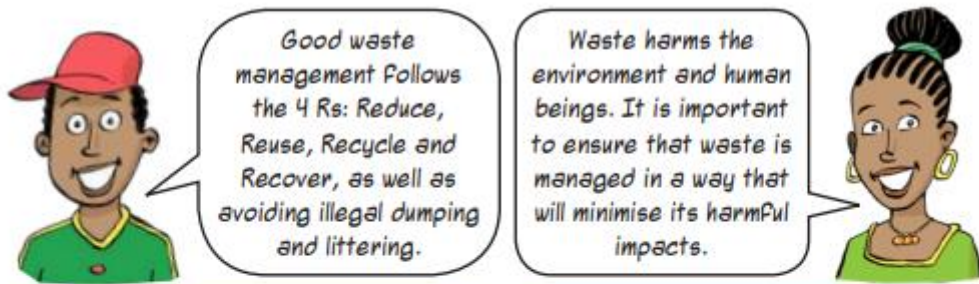 Good waste
management follows
the 4 Rs: Reduce,
Reuse, Recycle and
Recover, as well as
avoiding illegal dumping
and littering.
Waste harms the
environment and human
beings. It is important
to ensure that waste is
managed in a way that
will minimise its harmful
impacts.